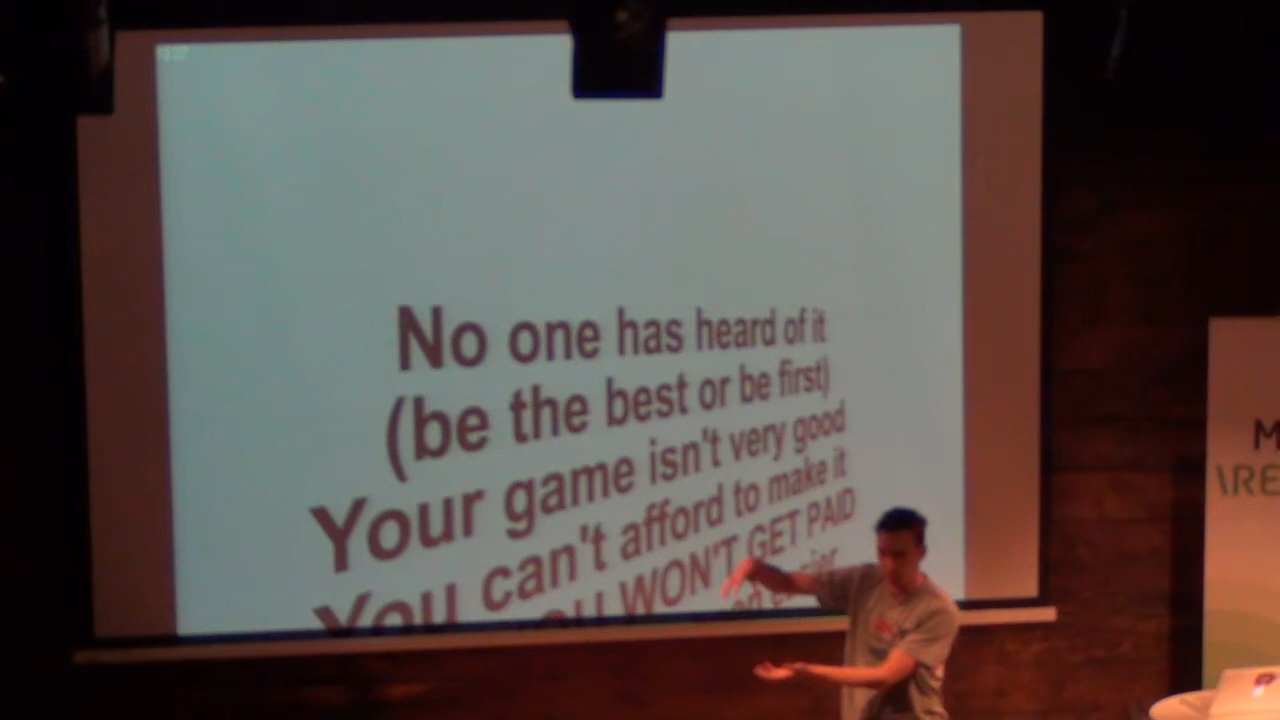 No one has heard of it
(be the best or be first)
Your game isn't very good
You can't afford to make it
YOU WON'T GET PAID